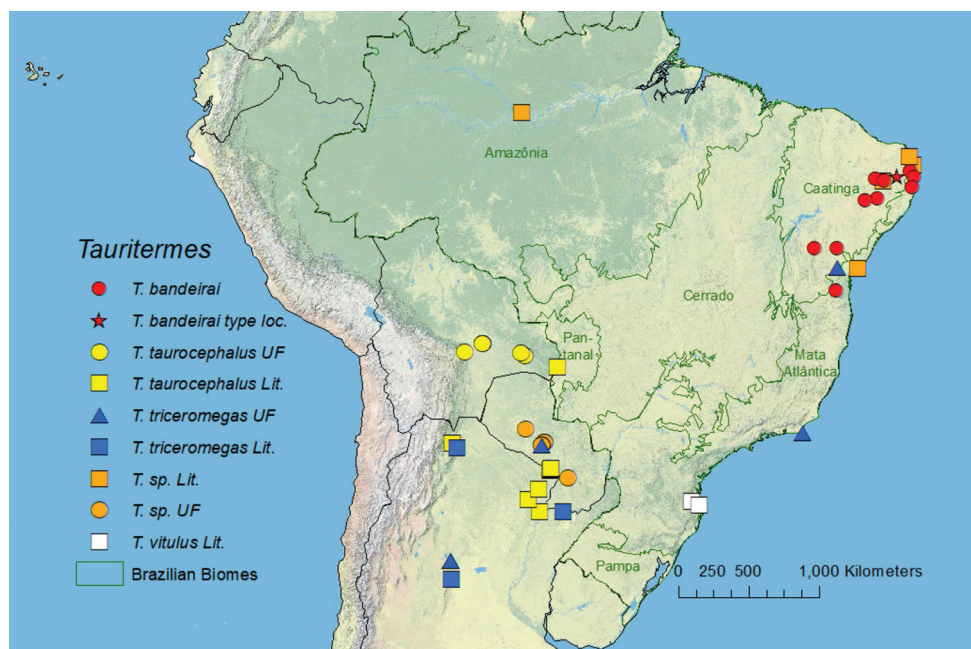 Amazônia
Caatinga
Cerrado
Pan-
tanal
Mata
Atlântica
Pampa
Tauritermes
T. bandeirai
T. bandeirai type loc.
T. taurocephalus UF
T. taurocephalus Lit.
T. triceromegas UF
T. triceromegas Lit.
T. sp. Lit.
T. sp. UF
T. vitulus Lit.
Brazilian Biomes
0 250 500 1,000 Kilometers